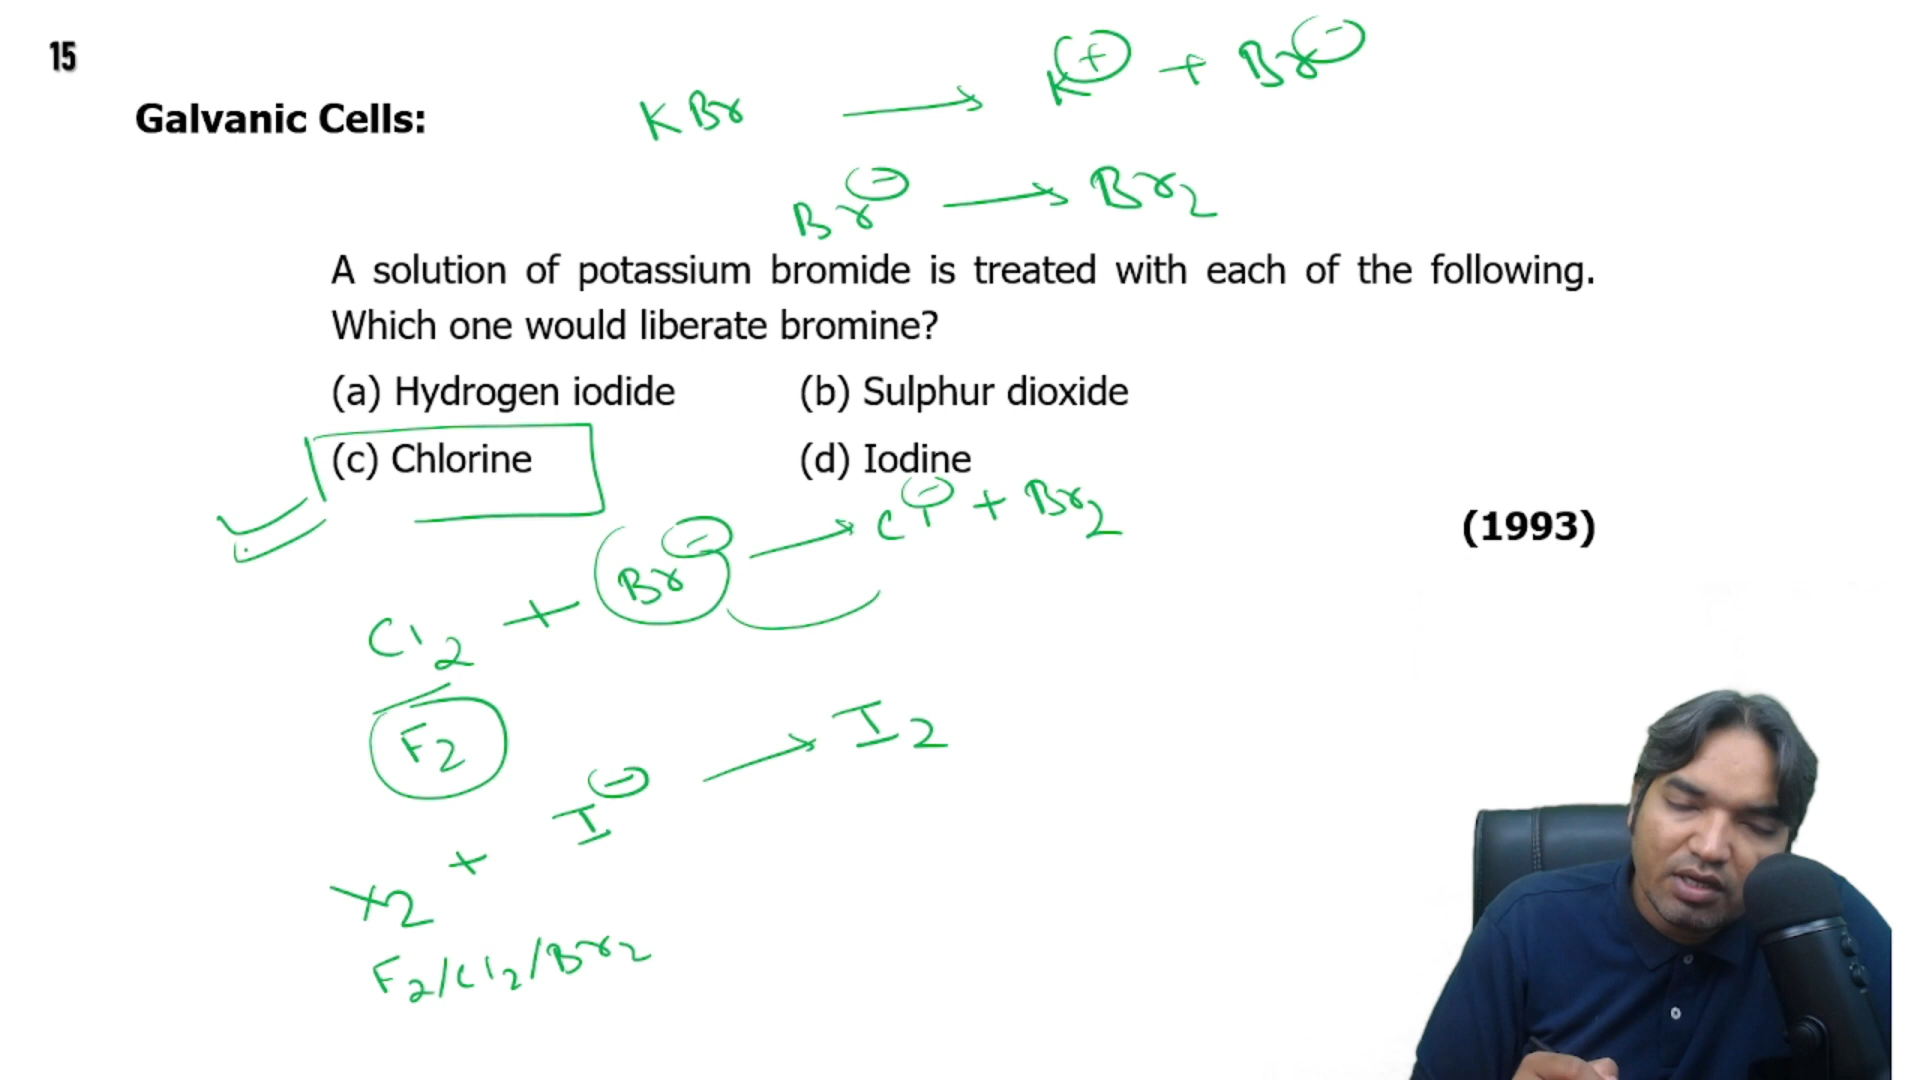 15
KBr → K⁺ + Br⁻
Galvanic Cells:
Br⁻ → Br₂
A solution of potassium bromide is treated with each of the following.
Which one would liberate bromine?
(a) Hydrogen iodide (b) Sulphur dioxide
(c) Chlorine (d) Iodine
(1993)
Cl₂ + Br⁻ → Cl⁻ + Br₂
F₂
X₂ + I⁻ → I₂
F₂/Cl₂/Br₂